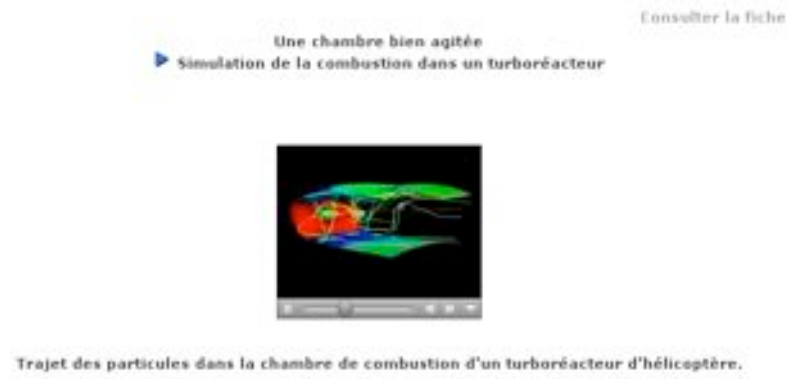 Consulter la fiche
Une chambre bien agitée
Simulation de la combustion dans un turboréacteur
Trajet des particules dans la chambre de combustion d'un turboréacteur d'hélicoptère.